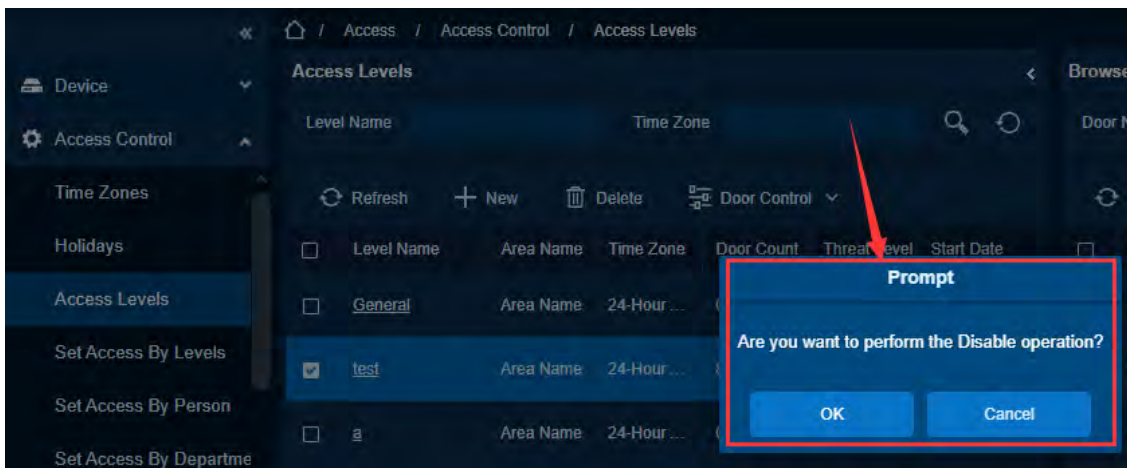 / Access / Access Control / Access Levels
Device
Access Control
Time Zones
Holidays
Access Levels
Set Access By Levels
Set Access By Person
Set Access By Departme
Access Levels
Level Name Time Zone
Refresh New Delete Door Control
Level Name Area Name Time Zone Door Count Threat Level Start Date
General Area Name 24-Hour ...
test Area Name 24-Hour ...
a Area Name 24-Hour ...
Browse
Door N
Prompt
Are you want to perform the Disable operation?
OK Cancel